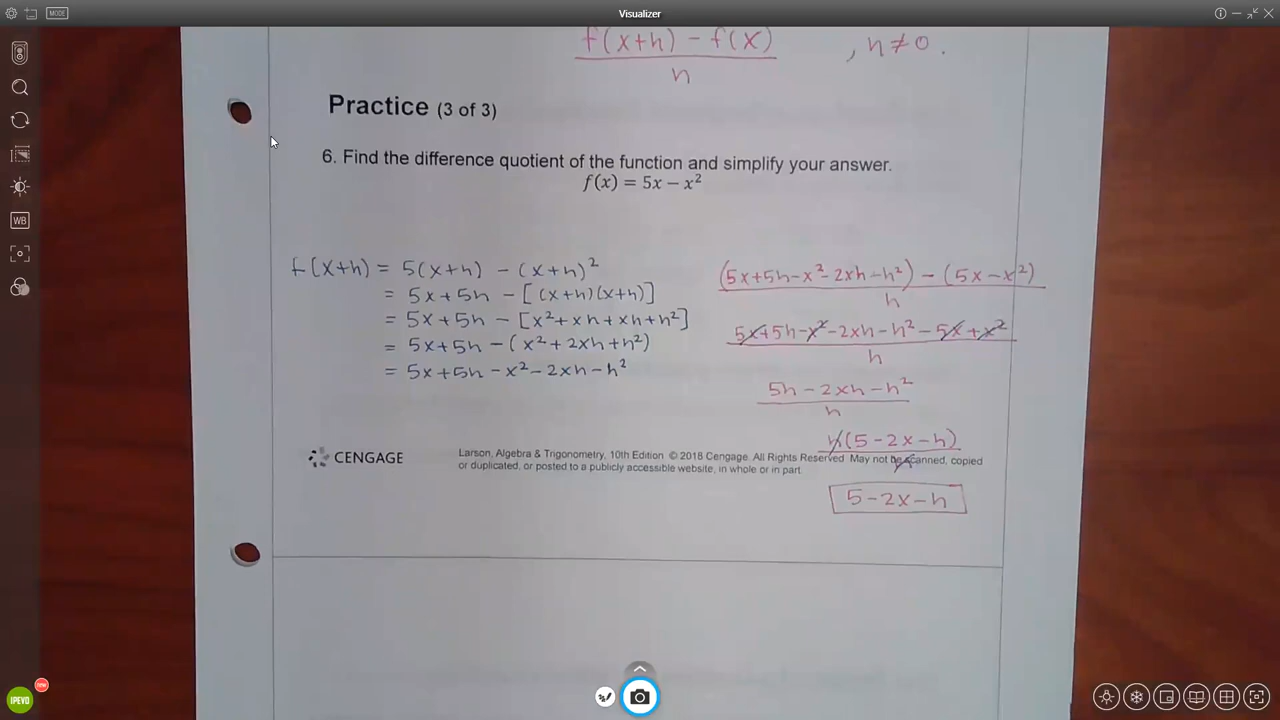 MODE
Visualizer
f(x+h) - f(x)
h
, h≠0.
Practice (3 of 3)
6. Find the difference quotient of the function and simplify your answer.
f(x) = 5x − x²
f(x+h) = 5(x+h) - (x+h)²
= 5x+5h - [(x+h)(x+h)]
= 5x+5h - [x²+xh+xh+h²]
= 5x+5h - (x²+2xh+h²)
= 5x+5h-x²-2xh-h²
(5x+5h-x²-2xh-h²) - (5x-x²)
h
5x+5h-x²-2xh-h²-5x+x²
h
5h-2xh-h²
h
h(5-2x-h)
h
5-2x-h
CENGAGE
Larson, Algebra & Trigonometry, 10th Edition. © 2018 Cengage. All Rights Reserved. May not be scanned, copied
or duplicated, or posted to a publicly accessible website, in whole or in part.
WB
IPEVO
new